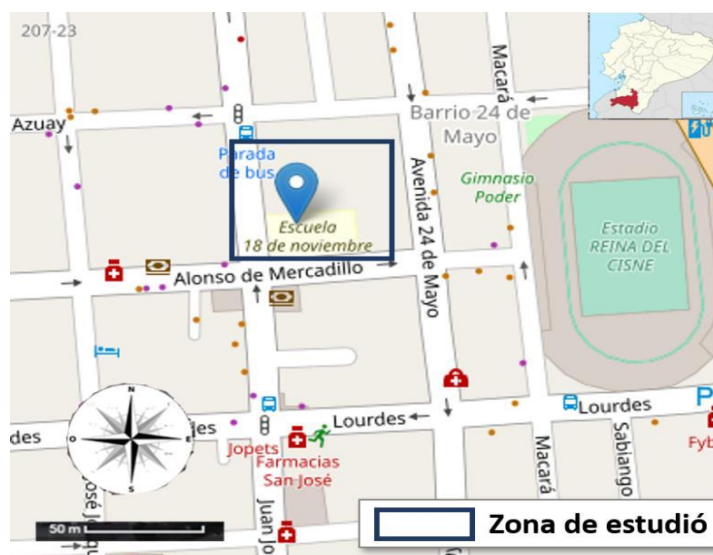 207-23
Macará
Azuay
Barrio 24 de
Mayo
Parada
de bus
Avenida 24 de Mayo
Gimnasio
Poder
Escuela
18 de noviembre
Estadio
REINA DEL
CISNE
Alonso de Mercadillo
P
Lourdes
Lourdes
des
les
N
O
E
S
Jopets
Farmacias
San José
Macará
Sabiango
Fyb
José Joaqu
Juan Jo
50 m
Zona de estudió